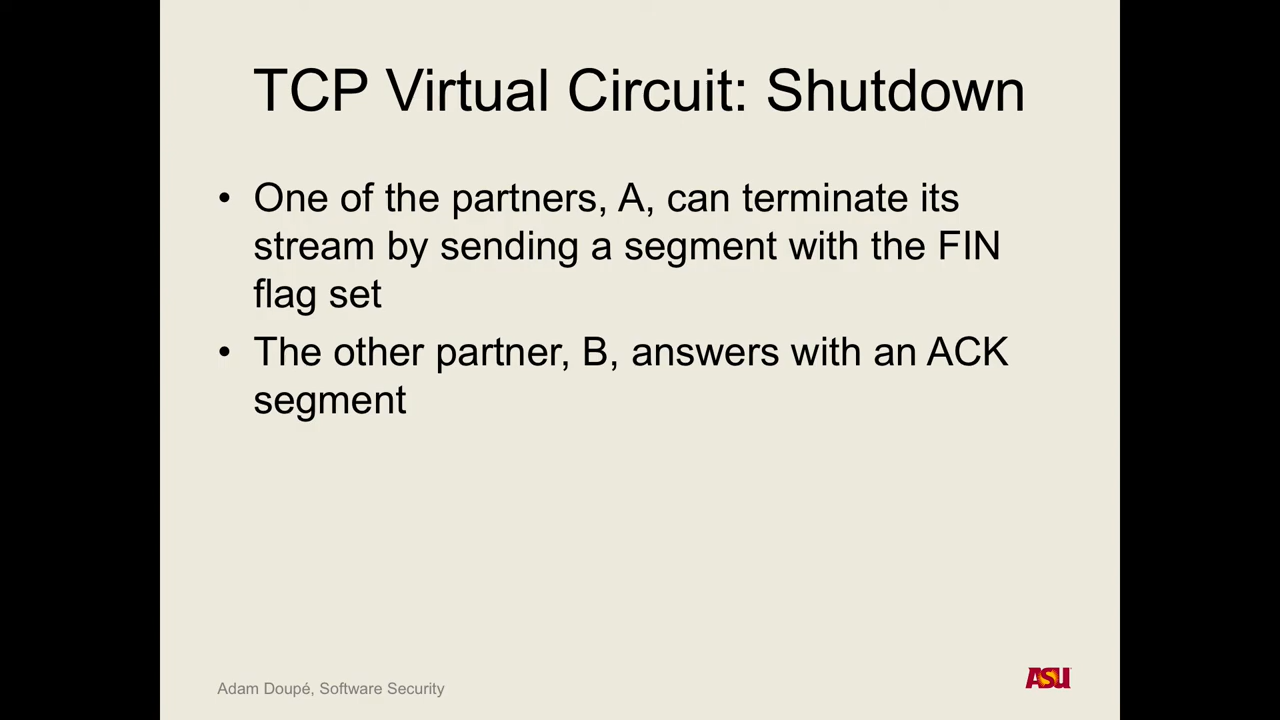 TCP Virtual Circuit: Shutdown
• One of the partners, A, can terminate its
stream by sending a segment with the FIN
flag set
• The other partner, B, answers with an ACK
segment
Adam Doupé, Software Security
ASU